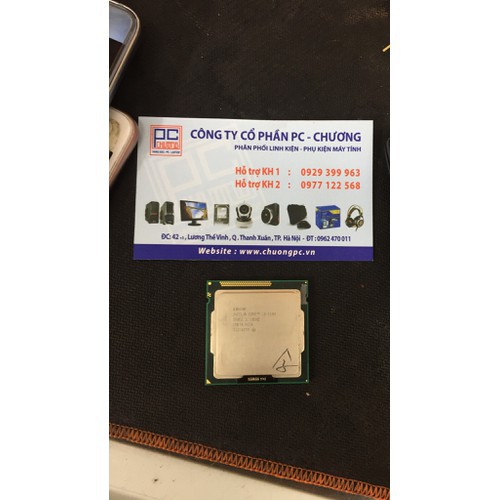 PC
CÔNG TY CỔ PHẦN PC - CHƯƠNG
PHÂN PHỐI LINH KIỆN - PHỤ KIỆN MÁY TÍNH
Hỗ trợ KH 1 : 0929 399 963
Hỗ trợ KH 2 : 0977 122 568
ĐC: 42, Lương Thế Vinh, Q. Thanh Xuân, TP. Hà Nội - ĐT: 0962 470 011
Website : www.chuongpc.vn